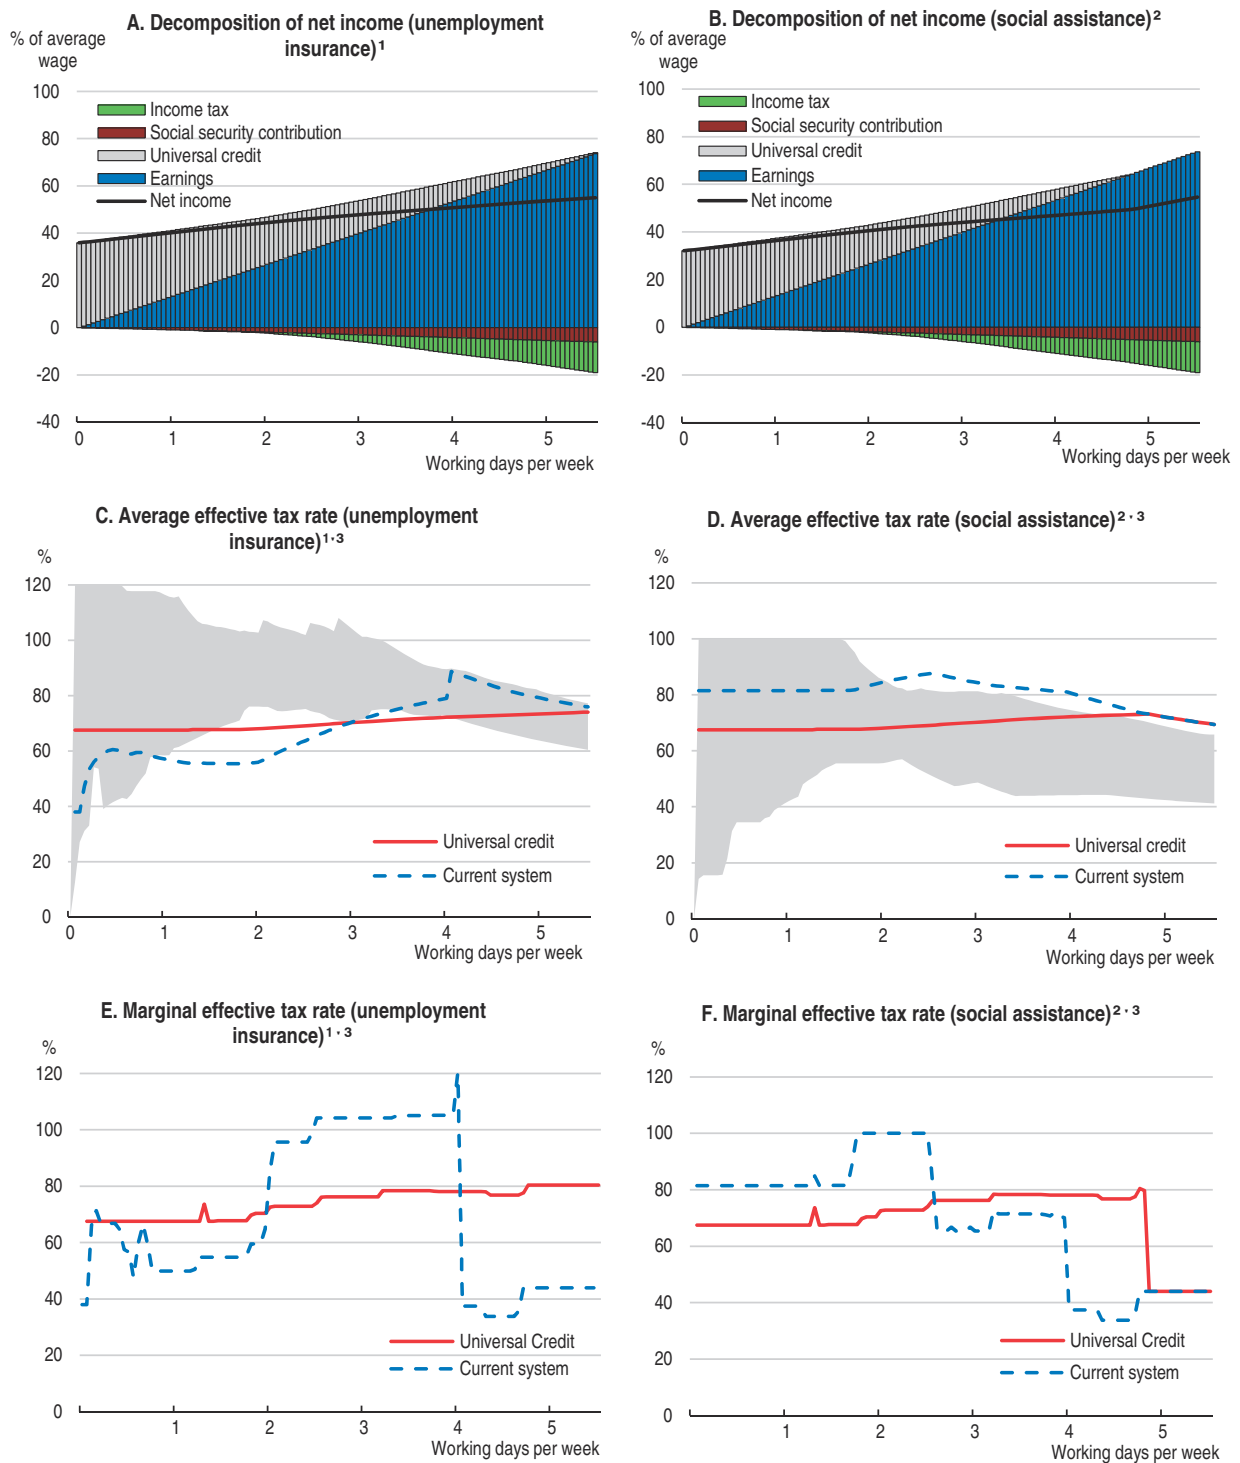 A. Decomposition of net income (unemployment
insurance)¹
% of average
wage
100
80
60
40
20
0
-20
-40
Income tax
Social security contribution
Universal credit
Earnings
Net income
0 1 2 3 4 5
Working days per week
B. Decomposition of net income (social assistance)²
% of average
wage
100
80
60
40
20
0
-20
-40
Income tax
Social security contribution
Universal credit
Earnings
Net income
0 1 2 3 4 5
Working days per week
C. Average effective tax rate (unemployment
insurance)¹·³
%
120
100
80
60
40
20
0
Universal credit
Current system
0 1 2 3 4 5
Working days per week
D. Average effective tax rate (social assistance)²·³
%
120
100
80
60
40
20
0
Universal credit
Current system
0 1 2 3 4 5
Working days per week
E. Marginal effective tax rate (unemployment
insurance)¹·³
%
120
100
80
60
40
20
0
Universal Credit
Current system
1 2 3 4 5
Working days per week
F. Marginal effective tax rate (social assistance)²·³
%
120
100
80
60
40
20
0
Universal Credit
Current system
1 2 3 4 5
Working days per week